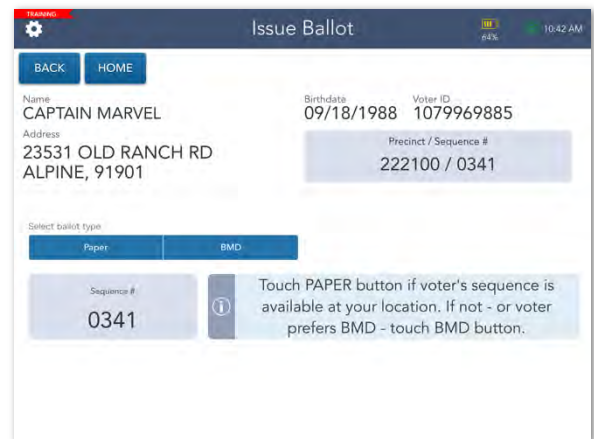 TRAINING
Issue Ballot
64%
10:42 AM
BACK
HOME
Name
CAPTAIN MARVEL
Birthdate
09/18/1988
Voter ID
1079969885
Address
23531 OLD RANCH RD
ALPINE, 91901
Precinct / Sequence #
222100 / 0341
Select ballot type
Paper
BMD
Sequence #
0341
Touch PAPER button if voter's sequence is
available at your location. If not - or voter
prefers BMD - touch BMD button.